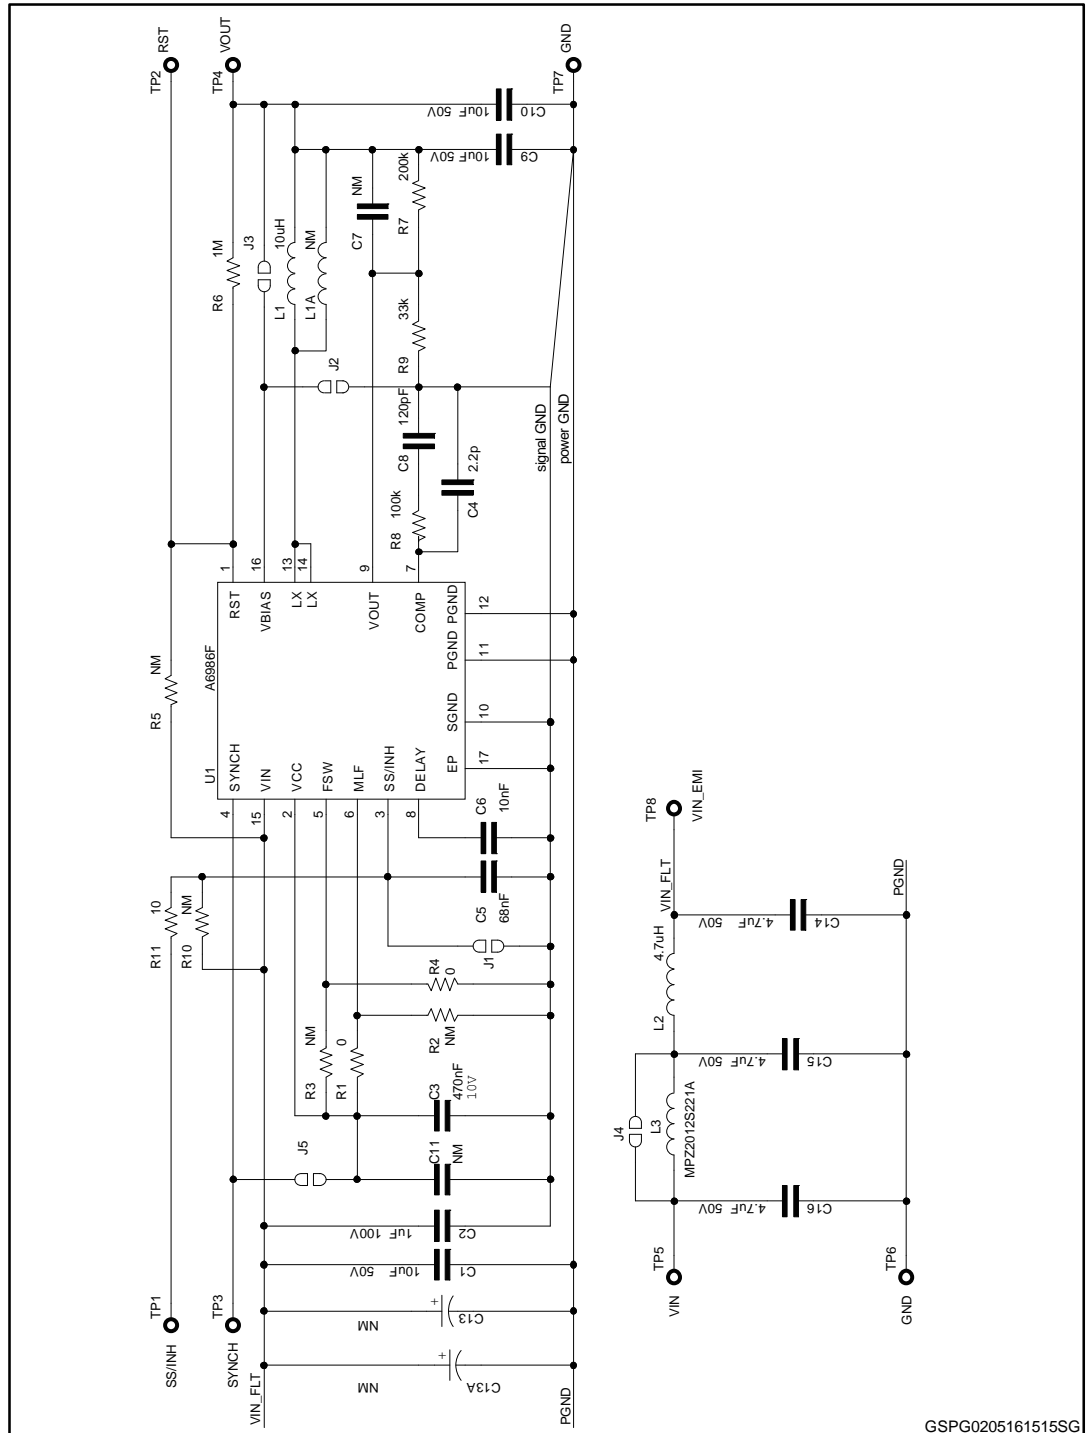 RST
TP2
VOUT
TP4
GND
TP7
10uF 50V
C10
10uF 50V
C9
200k
R7
NM
C7
1M
R6
J3
10uH
L1
NM
L1A
33k
R9
J2
120pF
C8
2.2p
C4
100k
R8
signal GND
power GND
1
16
13
14
9
7
RST
VBIAS
LX
LX
VOUT
COMP
PGND
12
PGND
11
SGND
10
EP
17
A6986F
U1
SYNCH
VIN
VCC
FSW
MLF
SS/INH
DELAY
4
15
2
5
6
3
8
NM
R5
10
R11
NM
R10
C6
10nF
C5
68nF
J1
R4
0
R2
NM
NM
R3
0
R1
C3
470nF
10V
J5
C11
NM
1uF 100V
C2
10uF 50V
C1
NM
C13
NM
C13A
TP1
SS/INH
TP3
SYNCH
VIN_FLT
PGND
TP8
VIN_EMI
VIN_FLT
PGND
4.7uH
L2
4.7uF 50V
C14
4.7uF 50V
C15
J4
L3
MPZ2012S221A
4.7uF 50V
C16
TP5
VIN
TP6
GND
GSPG0205161515SG